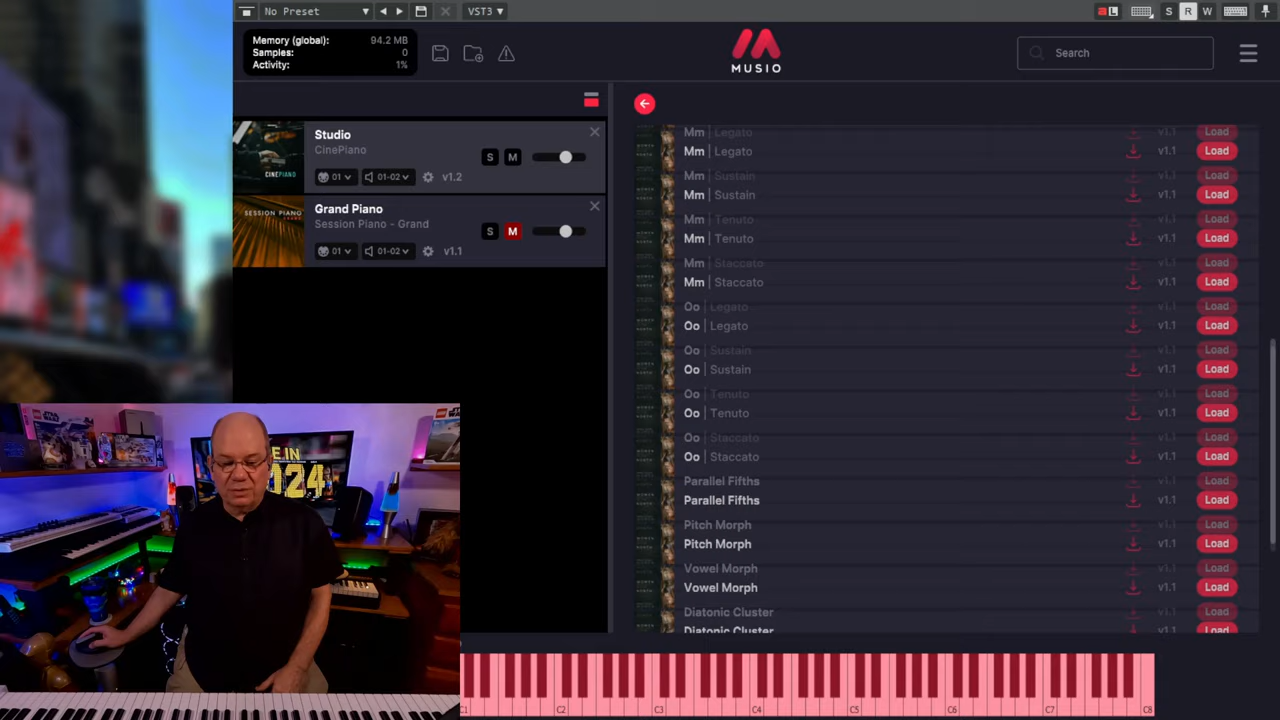 No Preset
VST3
L
S
R
W
Memory (global): 94.2 MB
Samples: 0
Activity: 1%
MUSIO
Search
Studio
CinePiano
S M
01 01-02 v1.2
CINEPIANO
Grand Piano
Session Piano - Grand
S M
01 01-02 v1.1
SESSION PIANO
Mm | Legato v1.1 Load
Mm | Legato v1.1 Load
Mm | Sustain v1.1 Load
Mm | Sustain v1.1 Load
Mm | Tenuto v1.1 Load
Mm | Tenuto v1.1 Load
Mm | Staccato v1.1 Load
Mm | Staccato v1.1 Load
Oo | Legato v1.1 Load
Oo | Legato v1.1 Load
Oo | Sustain v1.1 Load
Oo | Sustain v1.1 Load
Oo | Tenuto v1.1 Load
Oo | Tenuto v1.1 Load
Oo | Staccato v1.1 Load
Oo | Staccato v1.1 Load
Parallel Fifths v1.1 Load
Parallel Fifths v1.1 Load
Pitch Morph v1.1 Load
Pitch Morph v1.1 Load
Vowel Morph v1.1 Load
Vowel Morph v1.1 Load
Diatonic Cluster v1.1 Load
Diatonic Cluster v1.1 Load
C1 C2 C3 C4 C5 C6 C7 C8